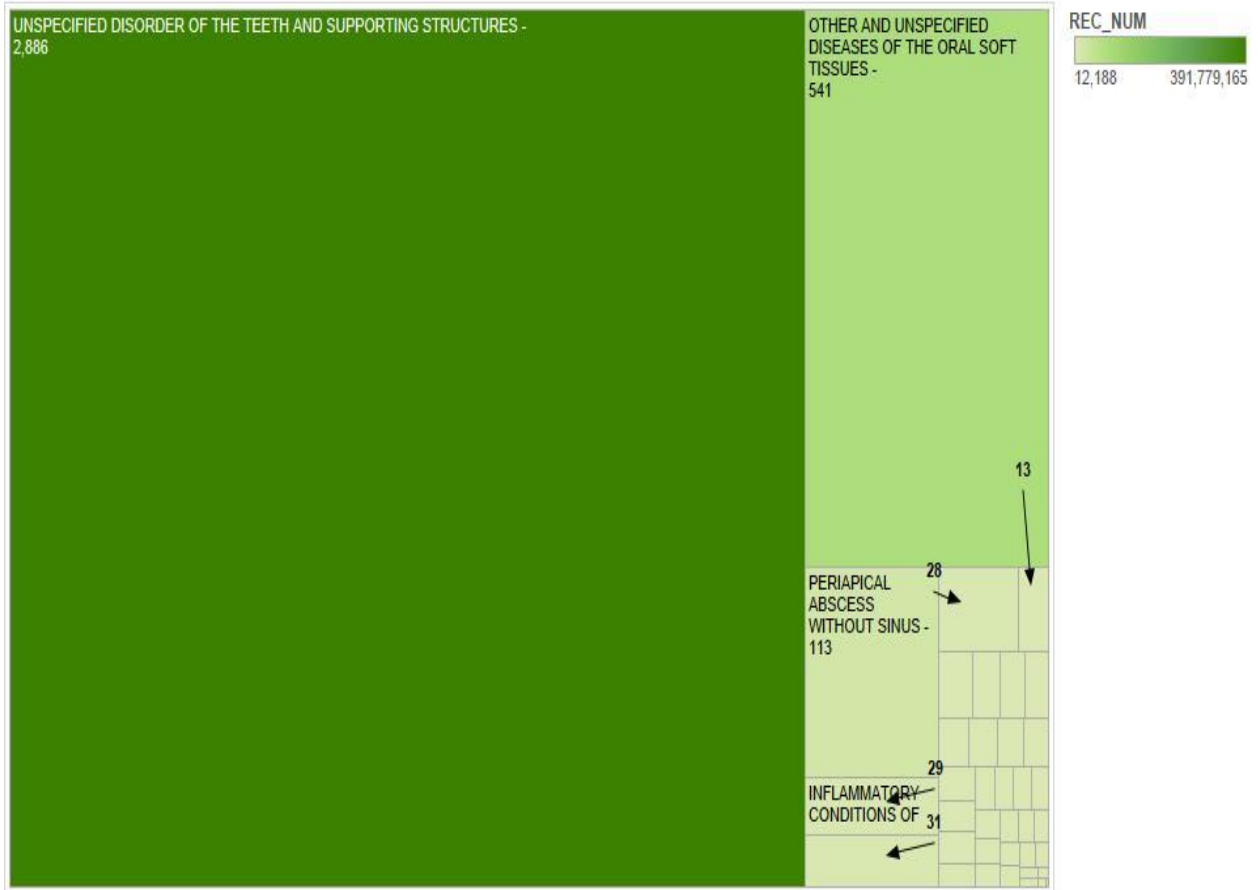 UNSPECIFIED DISORDER OF THE TEETH AND SUPPORTING STRUCTURES -
2,886
OTHER AND UNSPECIFIED
DISEASES OF THE ORAL SOFT
TISSUES -
541
REC_NUM
12,188 391,779,165
13
28
PERIAPICAL
ABSCESS
WITHOUT SINUS -
113
29
INFLAMMATORY
CONDITIONS OF
31